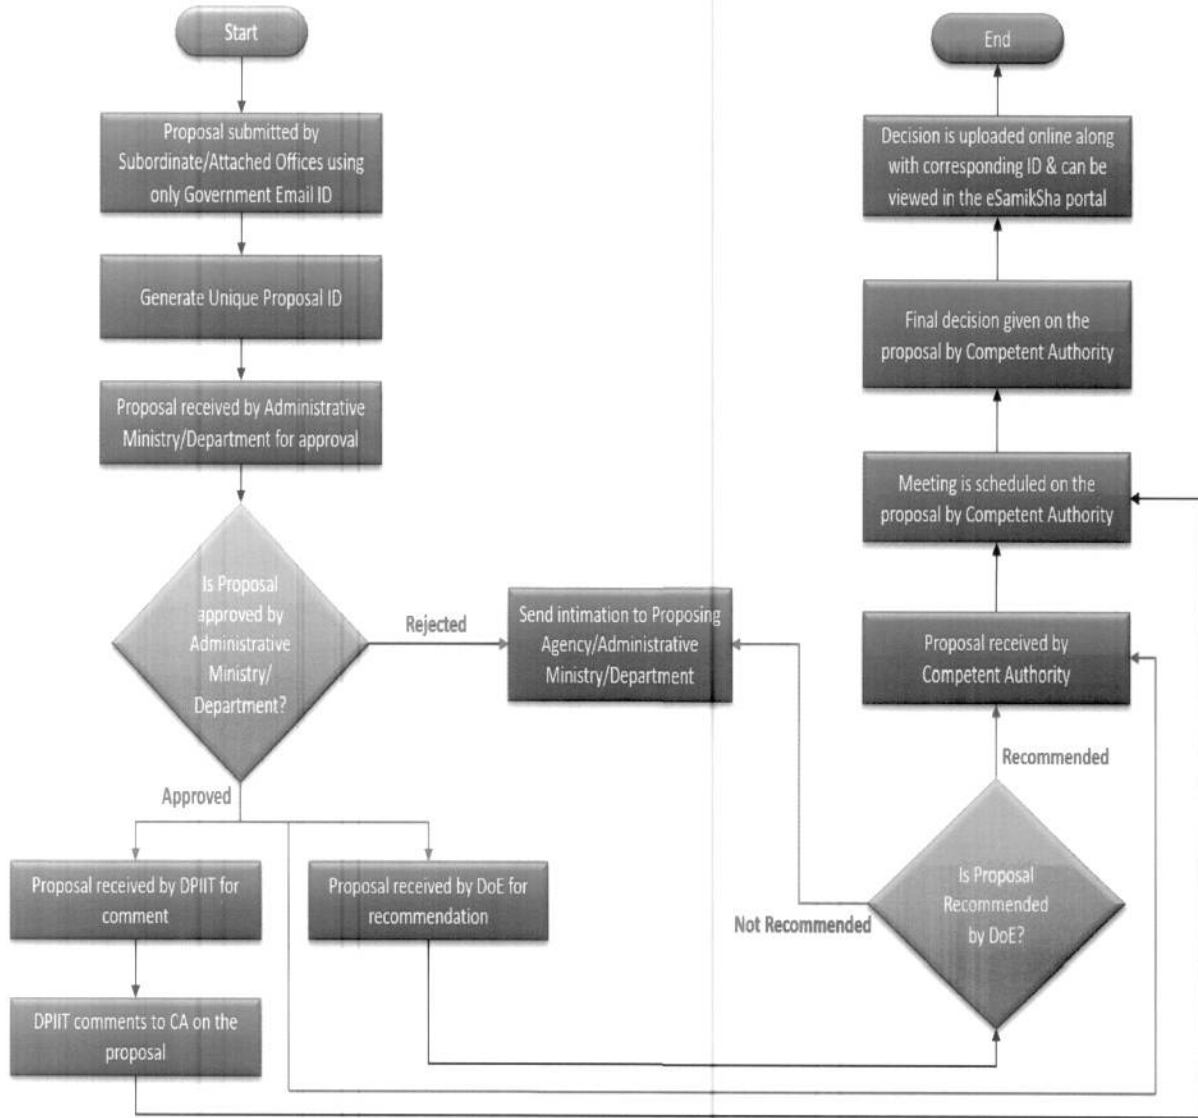 Start
Proposal submitted by
Subordinate/Attached Offices using
only Government Email ID
Generate Unique Proposal ID
Proposal received by Administrative
Ministry/Department for approval
Is Proposal
approved by
Administrative
Ministry/
Department?
Rejected
Approved
Send intimation to Proposing
Agency/Administrative
Ministry/Department
Proposal received by DPIIT for
comment
DPIIT comments to CA on the
proposal
Proposal received by DoE for
recommendation
Is Proposal
Recommended
by DoE?
Not Recommended
Recommended
Proposal received by
Competent Authority
Meeting is scheduled on the
proposal by Competent Authority
Final decision given on the
proposal by Competent Authority
Decision is uploaded online along
with corresponding ID & can be
viewed in the eSamikSha portal
End